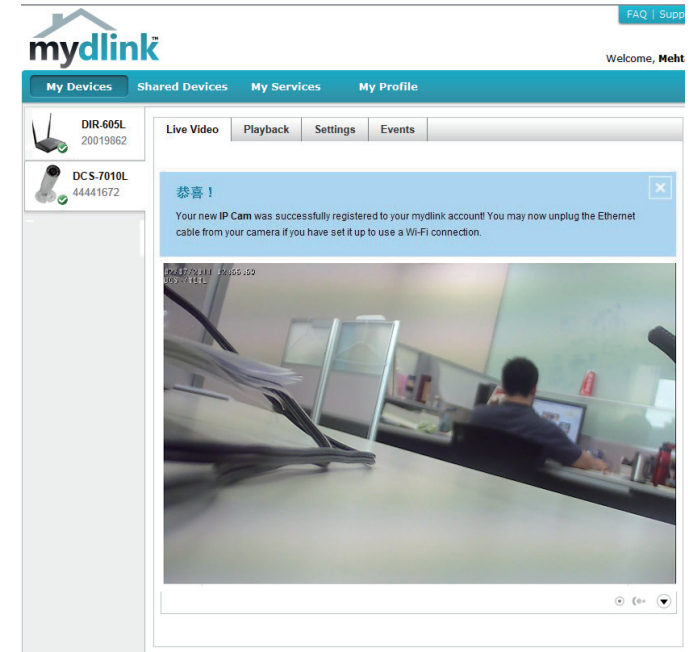 FAQ | Supp
mydlink
Welcome, Meht
My Devices Shared Devices My Services My Profile
DIR-605L
20019862
DCS-7010L
44441672
Live Video Playback Settings Events
恭喜！
Your new IP Cam was successfully registered to your mydlink account! You may now unplug the Ethernet
cable from your camera if you have set it up to use a Wi-Fi connection.